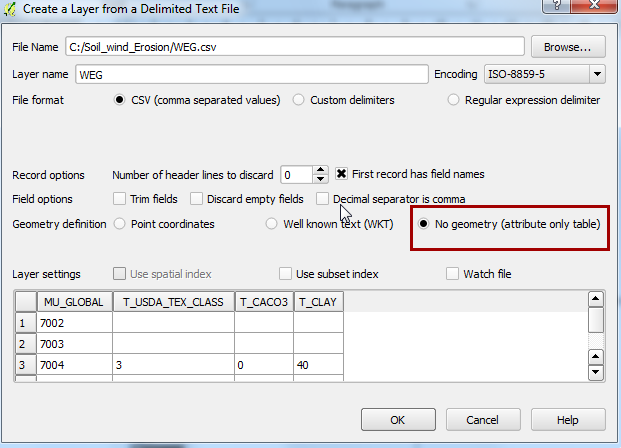 Create a Layer from a Delimited Text File
File Name C:/Soil_wind_Erosion/WEG.csv Browse...
Layer name WEG Encoding ISO-8859-5
File format CSV (comma separated values) Custom delimiters Regular expression delimiter
Record options Number of header lines to discard 0 First record has field names
Field options Trim fields Discard empty fields Decimal separator is comma
Geometry definition Point coordinates Well known text (WKT) No geometry (attribute only table)
Layer settings Use spatial index Use subset index Watch file
MU_GLOBAL T_USDA_TEX_CLASS T_CACO3 T_CLAY
1 7002
2 7003
3 7004 3 0 40
OK Cancel Help